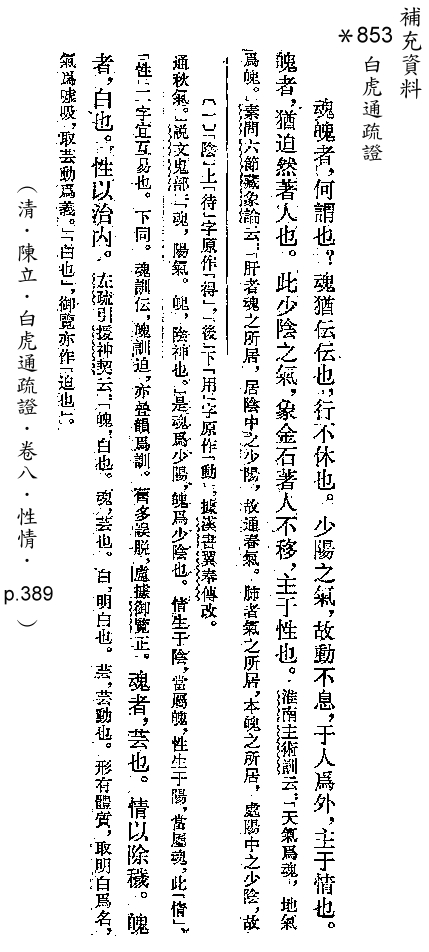 補充資料
＊853 白虎通疏證
魂魄者，何謂也？魂猶伝伝也，行不休也。少陽之氣，故動不息，于人爲外，主于情也。
魄者，猶迫然著人也。此少陰之氣，象金石著人不移，主于性也。淮南主術訓云：「天氣爲魂，地氣
爲魄。」素問六節藏象論云：「肝者魂之所居，居陰中之少陽，故通春氣。肺者氣之所居，本魄之所居，處陽中之少陰，故
〔一〕「陰」上「待」字原作「得」，「後」下「用」字原作「動」，據漢書翼奉傳改。
通秋氣。」說文鬼部：「魂，陽氣。魄，陰神也。」是魂爲少陽，魄爲少陰也。情生于陰，當屬魄，性生于陽，當屬魂，此「情」、
「性」二字宜互易也。下同。魂訓伝，魄訓迫，亦疊韻爲訓。舊多誤脫，盧據御覽正。魂者，芸也。情以除穢。魄
者，白也。性以治內。左疏引援神契云：「魄，白也。魂，芸也。白，明白也。芸，芸動也。形有體質，取明白爲名，
氣爲噓吸，取芸動爲義。」「白也」，御覽亦作「迫也」。
（清．陳立．白虎通疏證．卷八．性情．p.389）